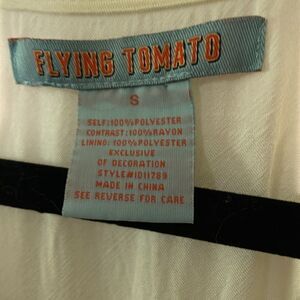 FLYING TOMATO
S
SELF:100%POLYESTER
CONTRAST:100%RAYON
LINING: 100%POLYESTER
EXCLUSIVE
OF DECORATION
STYLE#ID11789
MADE IN CHINA
SEE REVERSE FOR CARE